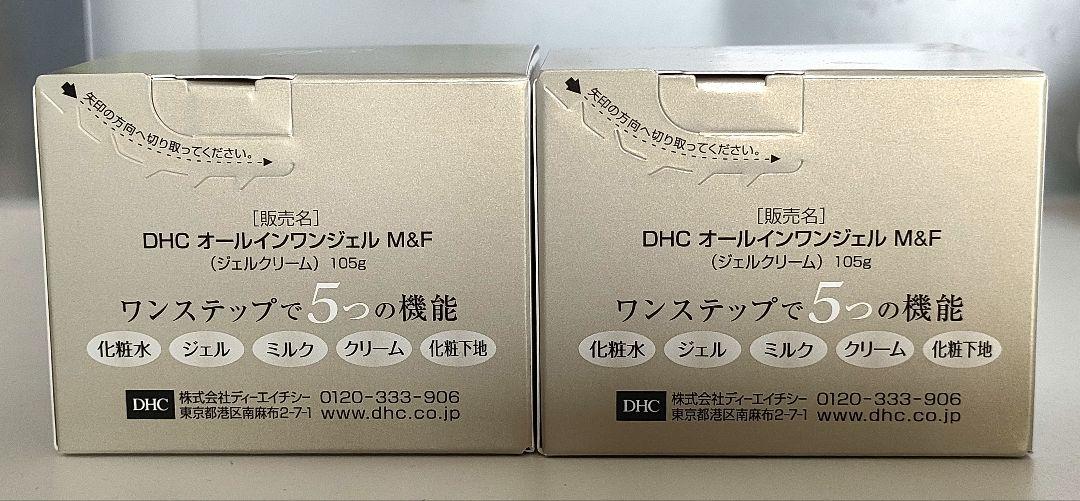 矢印の方向へ切り取ってください。
[販売名]
DHC オールインワンジェル M&F
(ジェルクリーム) 105g
ワンステップで5つの機能
化粧水 ジェル ミルク クリーム 化粧下地
DHC 株式会社ディーエイチシー 0120-333-906
東京都港区南麻布2-7-1 www.dhc.co.jp
矢印の方向へ切り取ってください。
[販売名]
DHC オールインワンジェル M&F
(ジェルクリーム) 105g
ワンステップで5つの機能
化粧水 ジェル ミルク クリーム 化粧下地
DHC 株式会社ディーエイチシー 0120-333-906
東京都港区南麻布2-7-1 www.dhc.co.jp